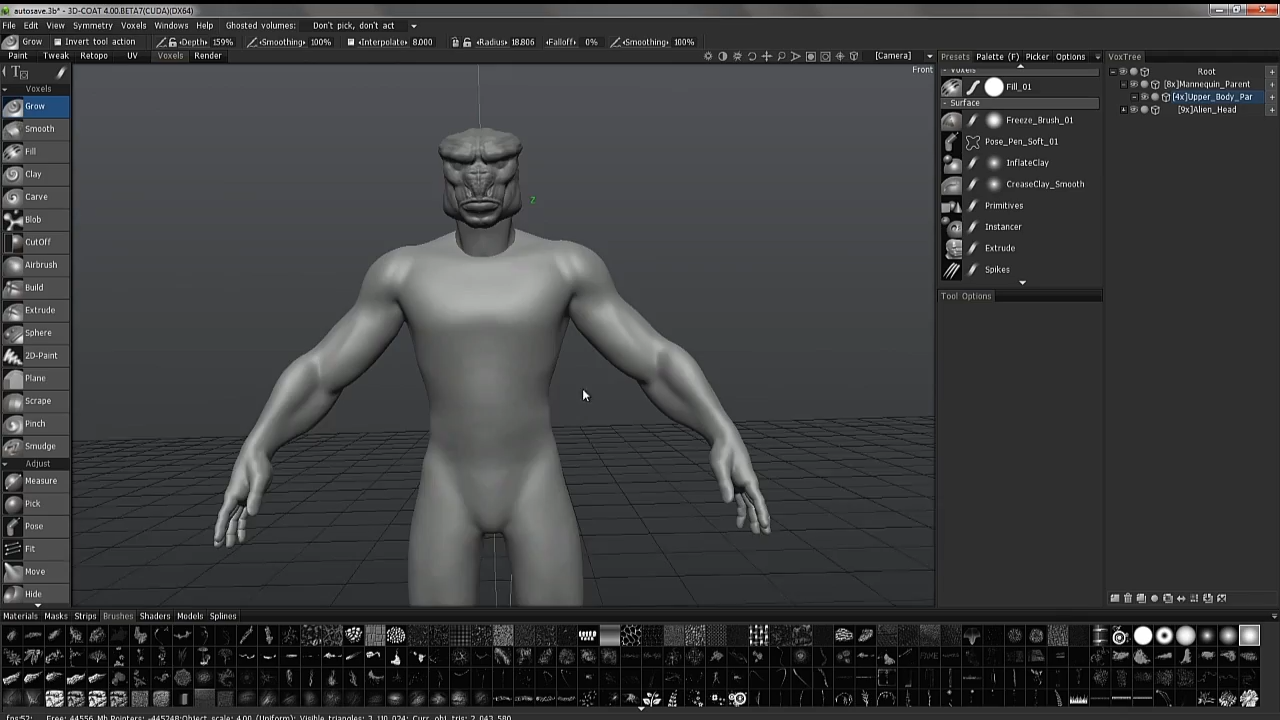 autosave.3b* - 3D-COAT 4.00.BETA7(CUDA)(DX64)
File Edit View Symmetry Voxels Windows Help Ghosted volumes: Don't pick, don't act
Grow Invert tool action Depth: 159% Smoothing: 100% Interpolate: 8.000 Radius: 18.806 Falloff: 0% Smoothing: 100%
Paint Tweak Retopo UV Voxels Render
[Camera]
Presets Palette (F) Picker Options
VoxTree
Front
Voxels
Grow
Smooth
Fill
Clay
Carve
Blob
CutOff
Airbrush
Build
Extrude
Sphere
2D-Paint
Plane
Scrape
Pinch
Smudge
Adjust
Measure
Pick
Pose
Fit
Move
Hide
Z
Voxels
Fill_01
Surface
Freeze_Brush_01
Pose_Pen_Soft_01
InflateClay
CreaseClay_Smooth
Primitives
Instancer
Extrude
Spikes
Tool Options
Root
[8x]Mannequin_Parent
[4x]Upper_Body_Par
[9x]Alien_Head
Materials Masks Strips Brushes Shaders Models Splines